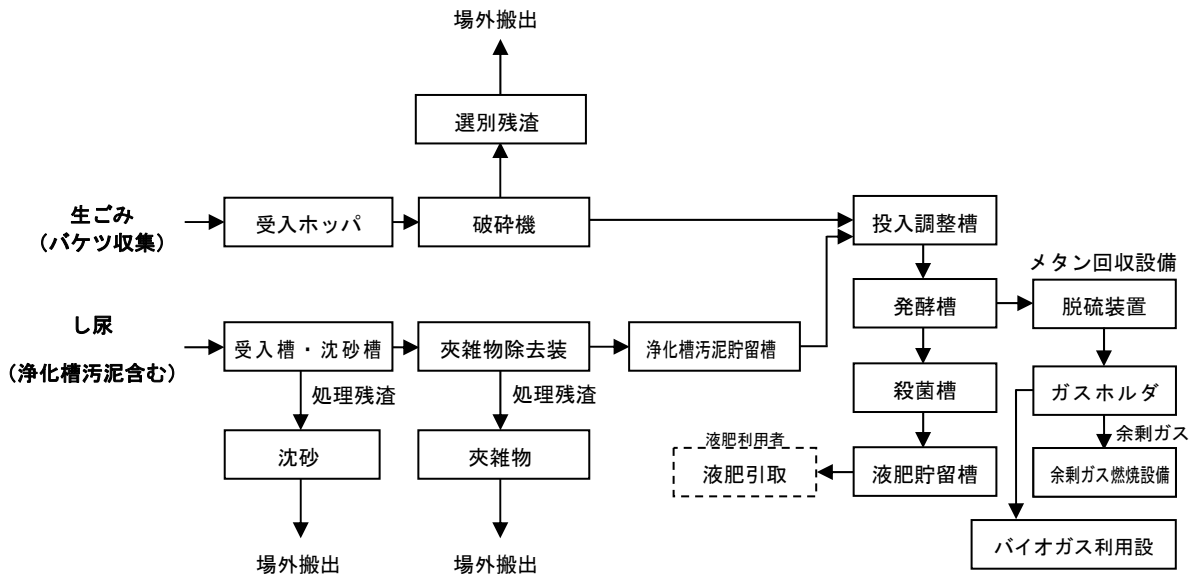 場外搬出
選別残渣
生ごみ
(バケツ収集)
受入ホッパ
破砕機
投入調整槽
メタン回収設備
発酵槽
脱硫装置
し尿
(浄化槽汚泥含む)
受入槽・沈砂槽
夾雑物除去装
浄化槽汚泥貯留槽
処理残渣
処理残渣
殺菌槽
ガスホルダ
余剰ガス
沈砂
夾雑物
液肥利用者
液肥引取
液肥貯留槽
余剰ガス燃焼設備
バイオガス利用設
場外搬出
場外搬出